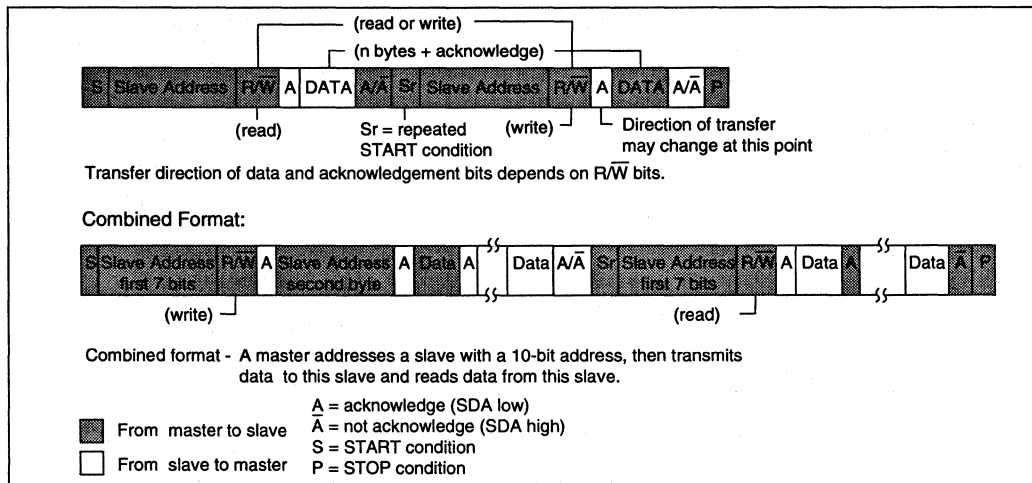 (read or write)
(n bytes + acknowledge)
S Slave Address R/W̅ A DATA A/A̅ Sr Slave Address R/W̅ A DATA A/A̅ P
(read) Sr = repeated (write) Direction of transfer
START condition may change at this point
Transfer direction of data and acknowledgement bits depends on R/W̅ bits.
Combined Format:
S Slave Address R/W̅ A Slave Address A Data A Data A/A̅ Sr Slave Address R/W̅ A Data A Data A̅ P
first 7 bits second byte first 7 bits
(write) (read)
Combined format - A master addresses a slave with a 10-bit address, then transmits
data to this slave and reads data from this slave.
A = acknowledge (SDA low)
From master to slave A̅ = not acknowledge (SDA high)
S = START condition
From slave to master P = STOP condition